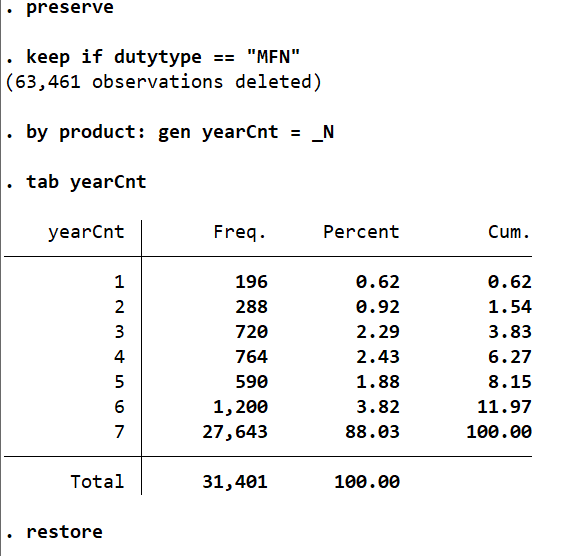 . preserve
. keep if dutytype == "MFN"
(63,461 observations deleted)
. by product: gen yearCnt = _N
. tab yearCnt
yearCnt | Freq. Percent Cum.
1 | 196 0.62 0.62
2 | 288 0.92 1.54
3 | 720 2.29 3.83
4 | 764 2.43 6.27
5 | 590 1.88 8.15
6 | 1,200 3.82 11.97
7 | 27,643 88.03 100.00
Total | 31,401 100.00
. restore